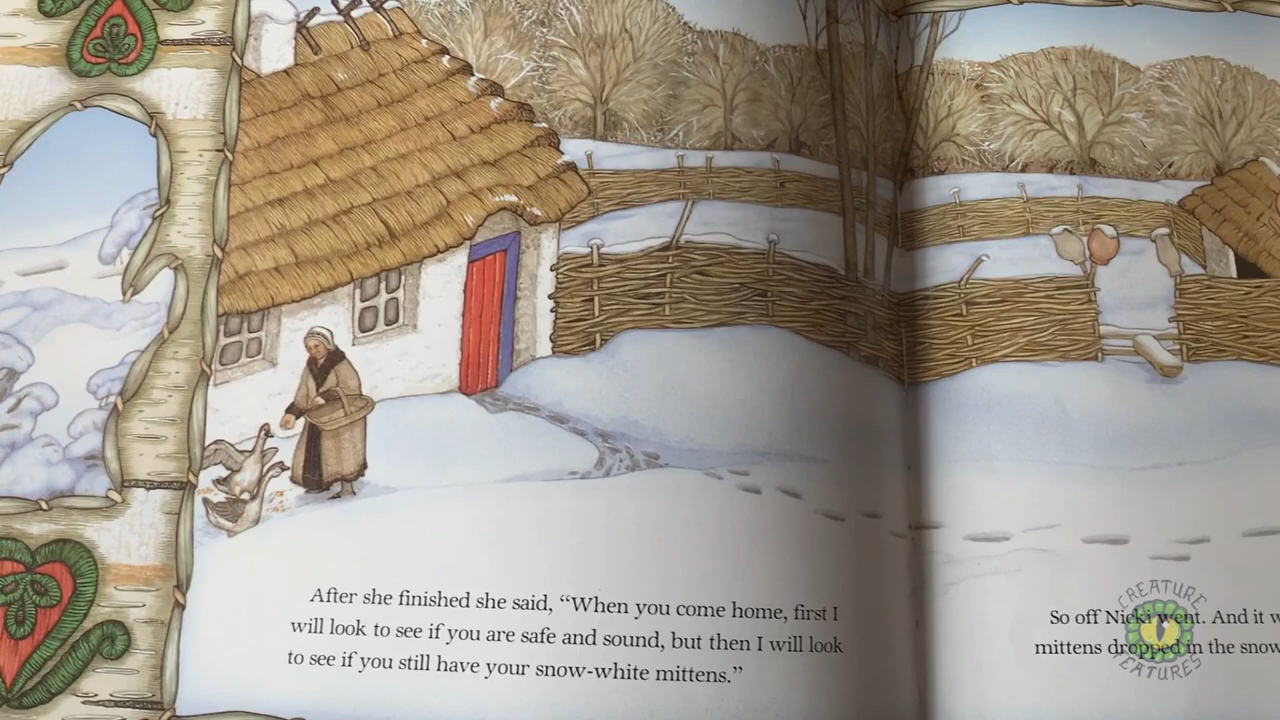 After she finished she said, “When you come home, first I
will look to see if you are safe and sound, but then I will look
to see if you still have your snow-white mittens.”
So off Nicki went. And it w
mittens dropped in the snow
CREATURE
FEATURES